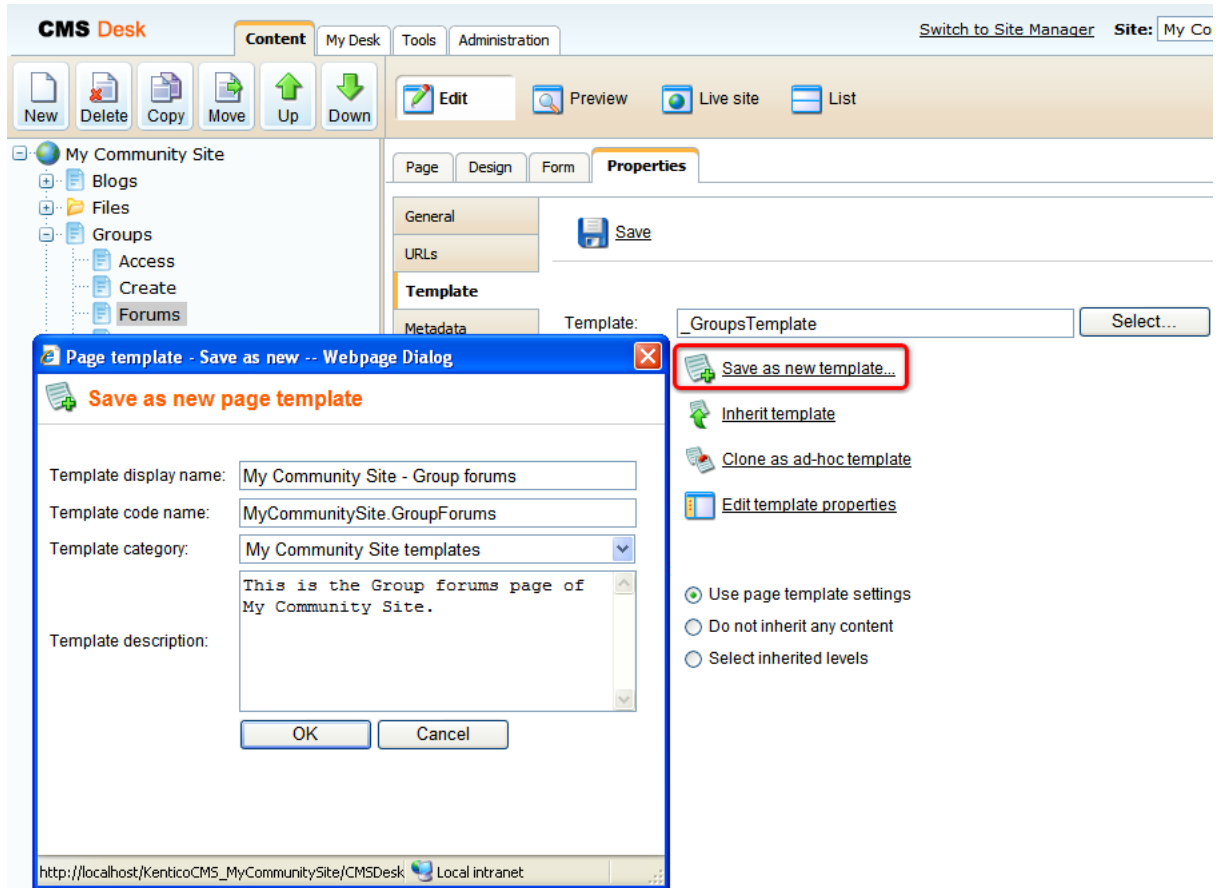 CMS Desk
Content My Desk Tools Administration
Switch to Site Manager Site: My Co
New Delete Copy Move Up Down
Edit Preview Live site List
My Community Site
Blogs
Files
Groups
Access
Create
Forums
Page Design Form Properties
General
URLs
Template
Metadata
Save
Template: _GroupsTemplate Select...
Save as new template...
Inherit template
Clone as ad-hoc template
Edit template properties
Use page template settings
Do not inherit any content
Select inherited levels
Page template - Save as new -- Webpage Dialog
Save as new page template
Template display name: My Community Site - Group forums
Template code name: MyCommunitySite.GroupForums
Template category: My Community Site templates
Template description:
This is the Group forums page of
My Community Site.
OK Cancel
http://localhost/KenticoCMS_MyCommunitySite/CMSDesk Local intranet